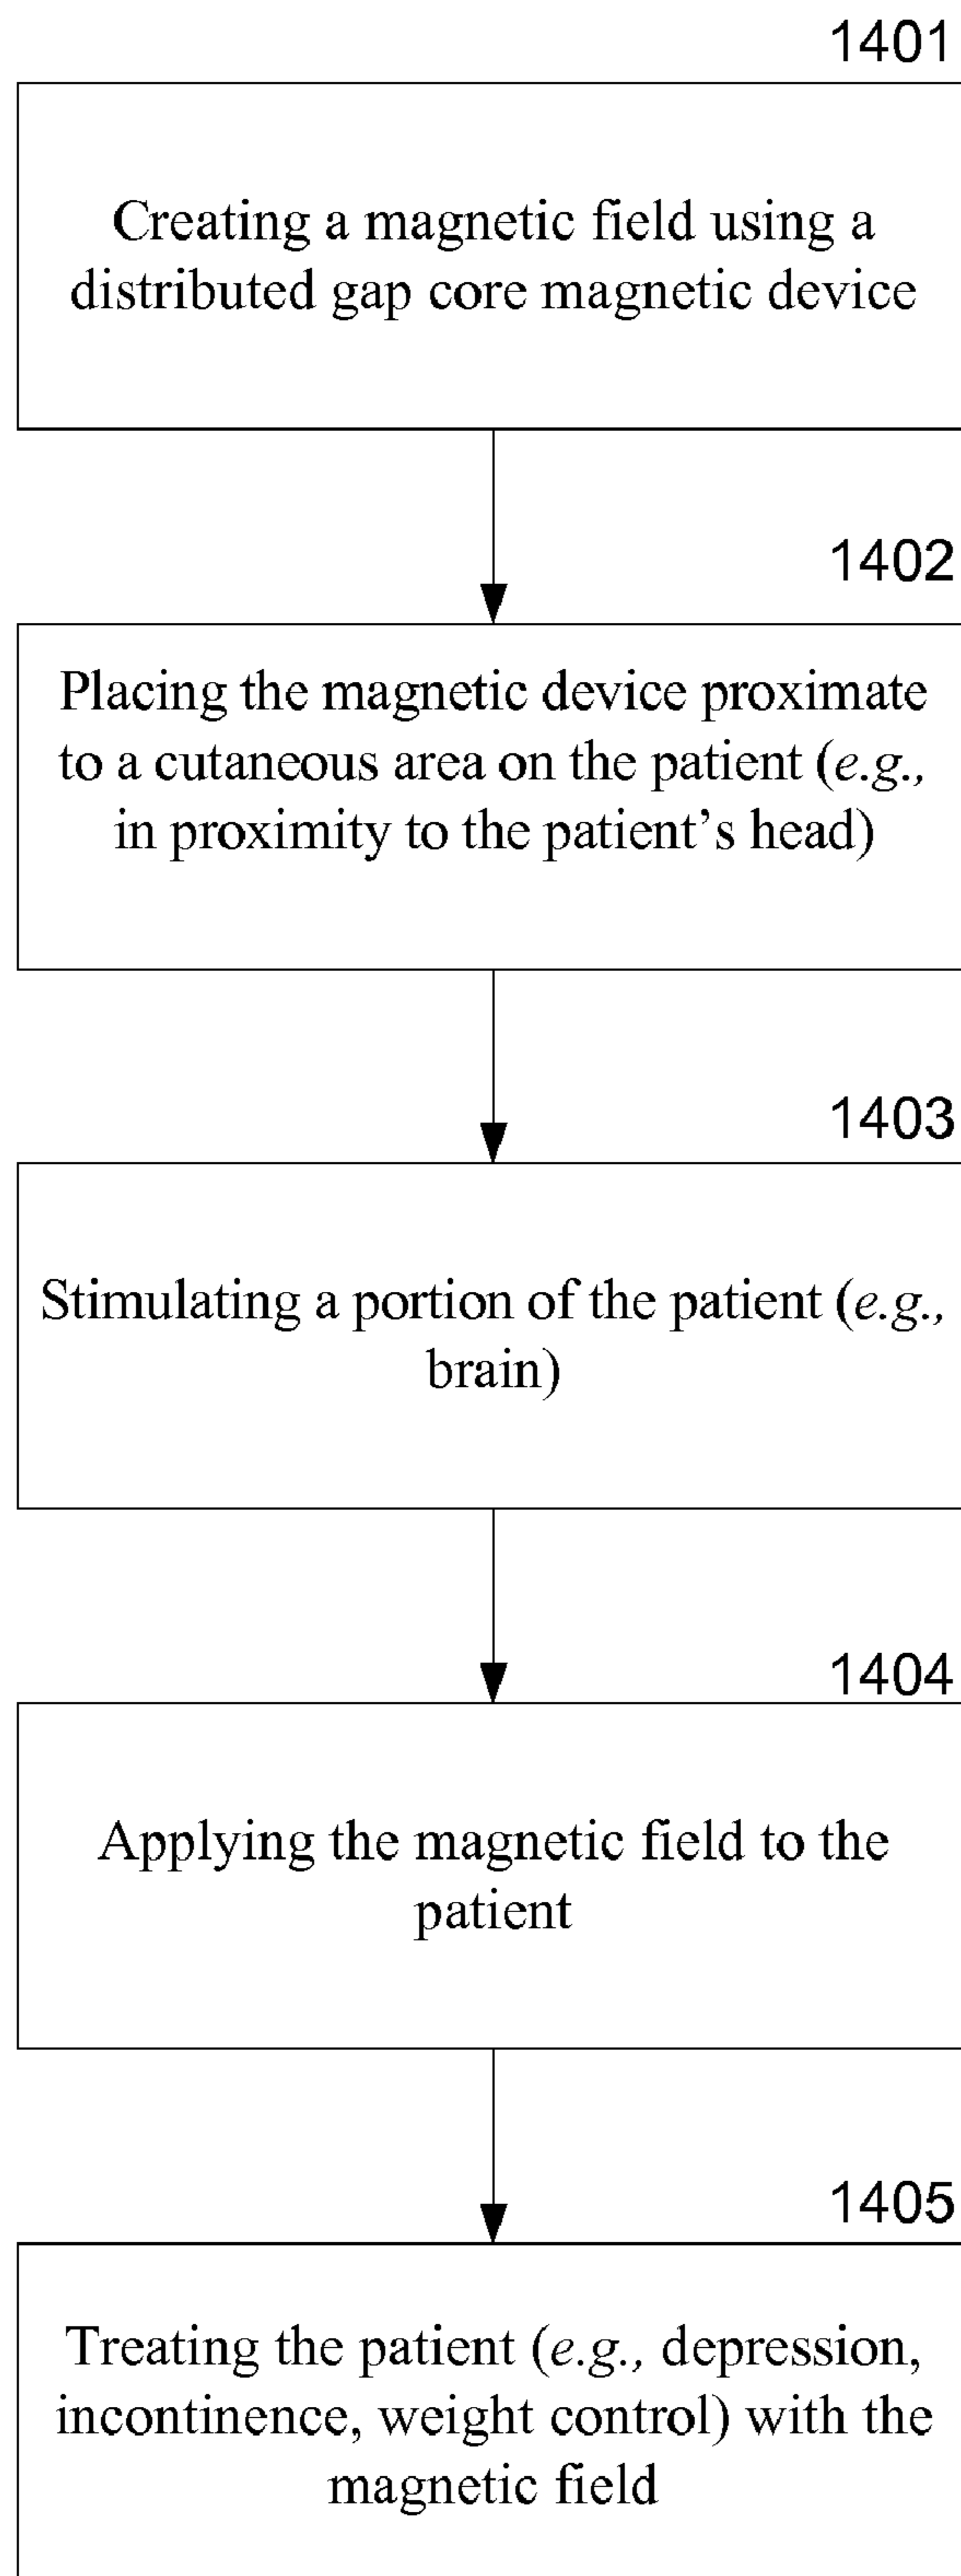 1401
Creating a magnetic field using a
distributed gap core magnetic device
1402
Placing the magnetic device proximate
to a cutaneous area on the patient (e.g.,
in proximity to the patient’s head)
1403
Stimulating a portion of the patient (e.g.,
brain)
1404
Applying the magnetic field to the
patient
1405
Treating the patient (e.g., depression,
incontinence, weight control) with the
magnetic field